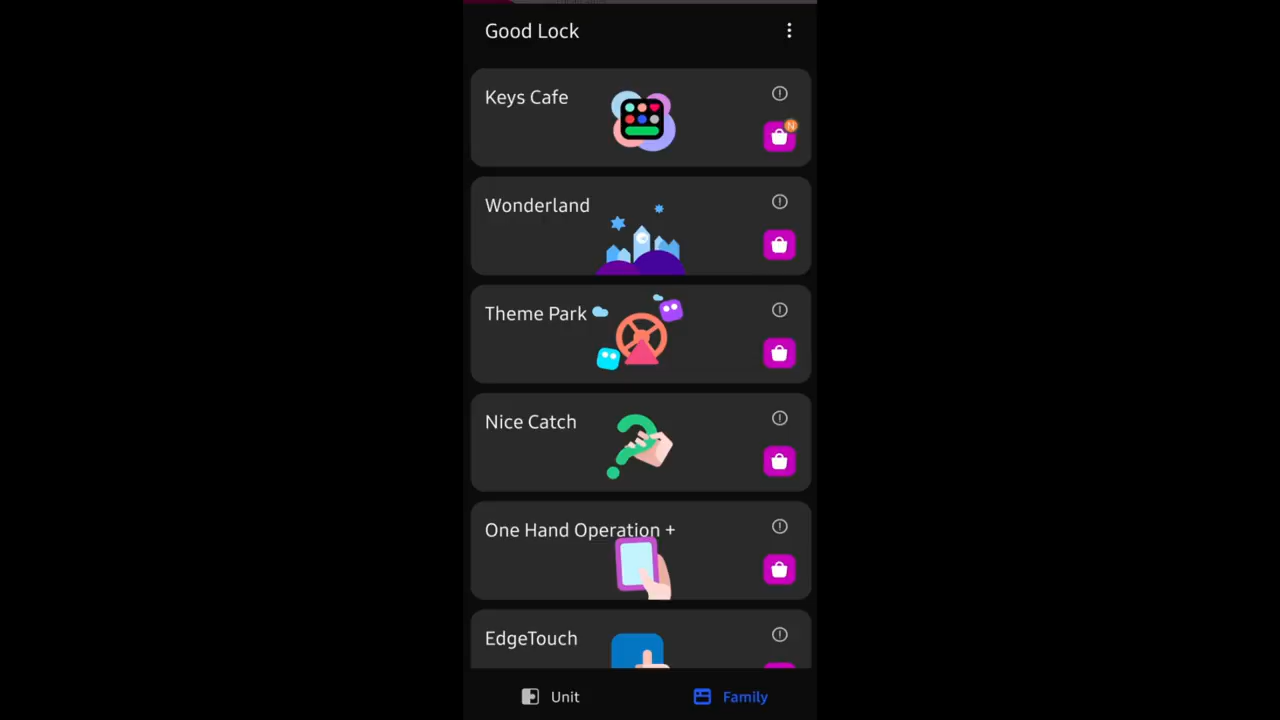 Good Lock
Keys Cafe
N
Wonderland
Theme Park
Nice Catch
One Hand Operation +
EdgeTouch
Unit
Family